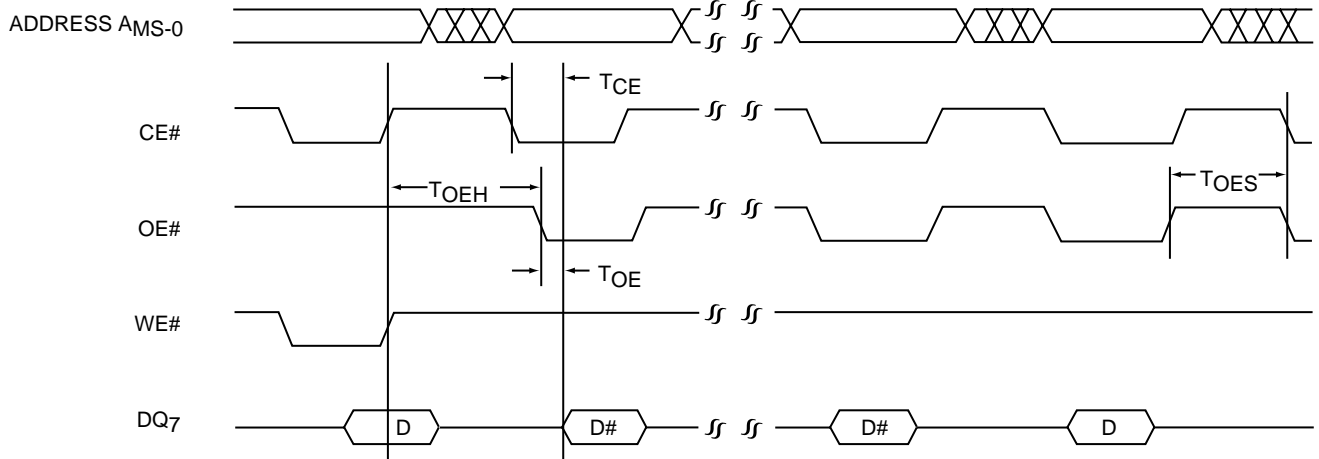 ADDRESS AMS-0
TCE
CE#
TOEH
TOES
OE#
TOE
WE#
DQ7
D
D#
D#
D